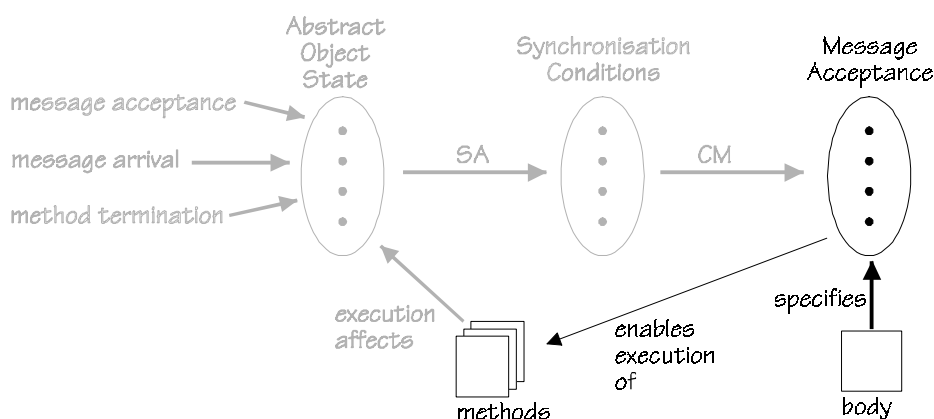 Abstract
Object
State
Synchronisation
Conditions
Message
Acceptance
message acceptance
message arrival
method termination
SA
CM
execution
affects
enables
execution
of
specifies
methods
body